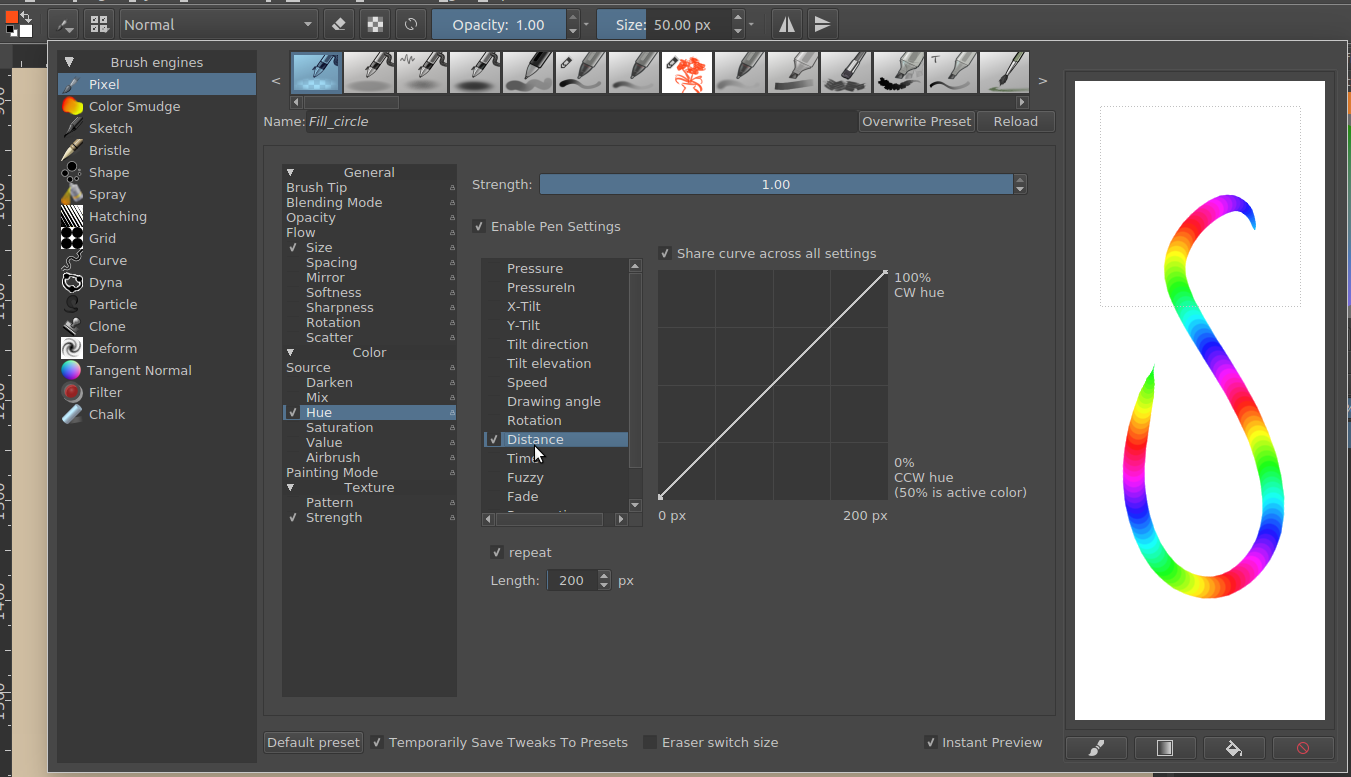 Normal
Opacity: 1.00
Size: 50.00 px
Brush engines
Pixel
Color Smudge
Sketch
Bristle
Shape
Spray
Hatching
Grid
Curve
Dyna
Particle
Clone
Deform
Tangent Normal
Filter
Chalk
<
>
Name: Fill_circle
Overwrite Preset
Reload
General
Brush Tip
Blending Mode
Opacity
Flow
Size
Spacing
Mirror
Softness
Sharpness
Rotation
Scatter
Color
Source
Darken
Mix
Hue
Saturation
Value
Airbrush
Painting Mode
Texture
Pattern
Strength
Strength: 1.00
Enable Pen Settings
Pressure
PressureIn
X-Tilt
Y-Tilt
Tilt direction
Tilt elevation
Speed
Drawing angle
Rotation
Distance
Time
Fuzzy
Fade
Share curve across all settings
100%
CW hue
0%
CCW hue
(50% is active color)
0 px
200 px
repeat
Length: 200 px
Default preset
Temporarily Save Tweaks To Presets
Eraser switch size
Instant Preview